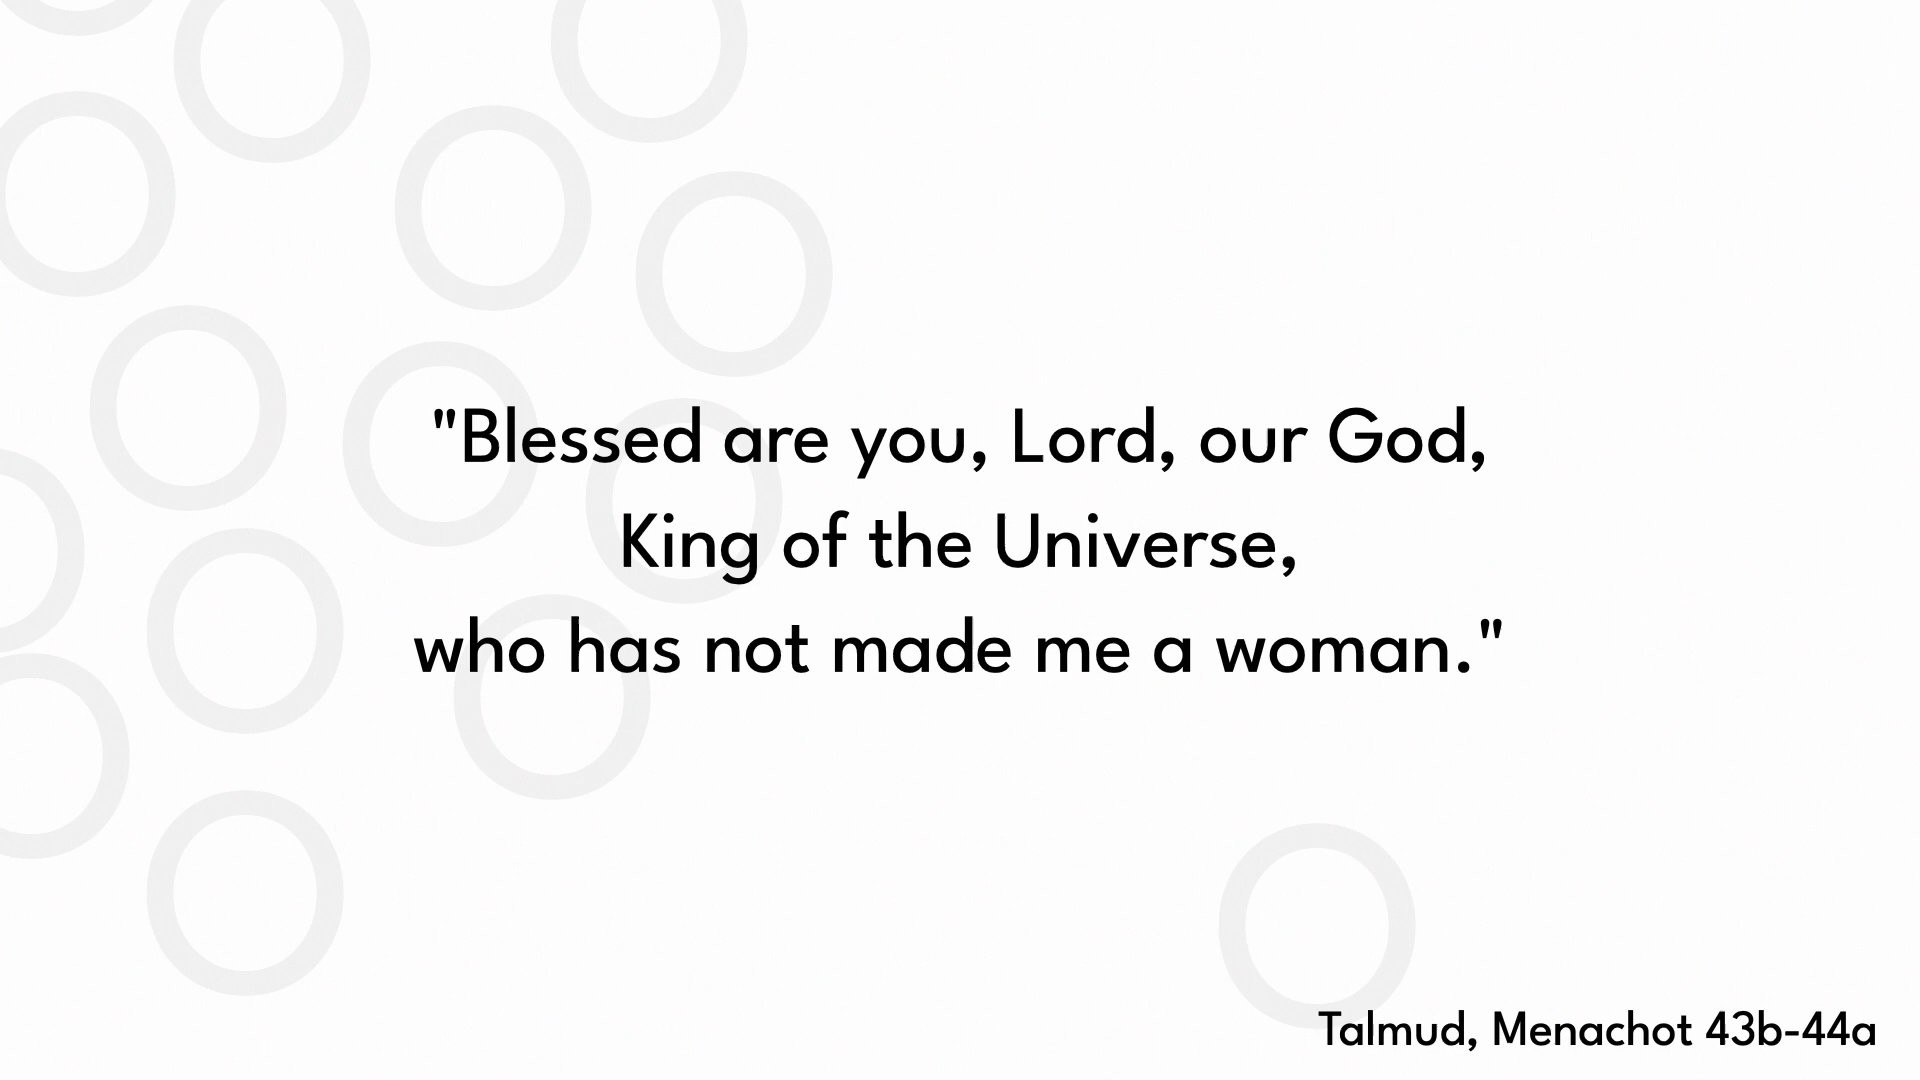 "Blessed are you, Lord, our God,
King of the Universe,
who has not made me a woman."
Talmud, Menachot 43b-44a